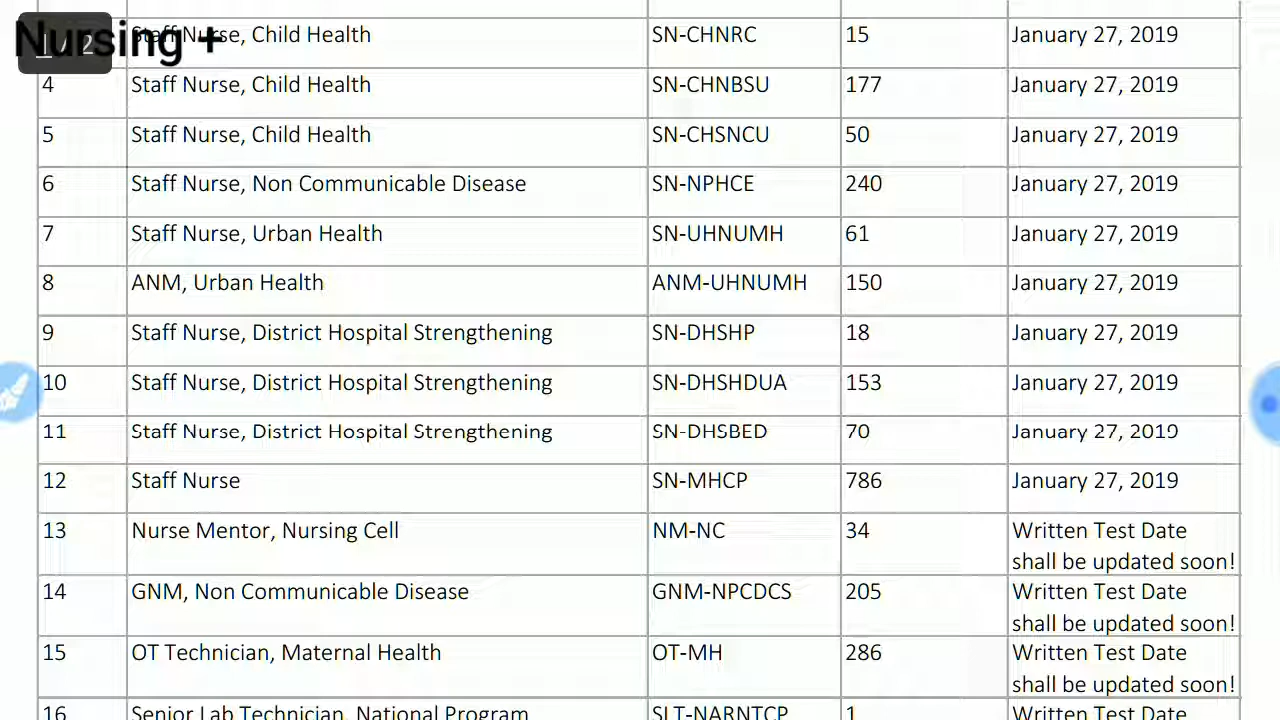 Nursing +
1 / 2
Staff Nurse, Child Health SN-CHNRC 15 January 27, 2019
4 Staff Nurse, Child Health SN-CHNBSU 177 January 27, 2019
5 Staff Nurse, Child Health SN-CHSNCU 50 January 27, 2019
6 Staff Nurse, Non Communicable Disease SN-NPHCE 240 January 27, 2019
7 Staff Nurse, Urban Health SN-UHNUMH 61 January 27, 2019
8 ANM, Urban Health ANM-UHNUMH 150 January 27, 2019
9 Staff Nurse, District Hospital Strengthening SN-DHSHP 18 January 27, 2019
10 Staff Nurse, District Hospital Strengthening SN-DHSHDUA 153 January 27, 2019
11 Staff Nurse, District Hospital Strengthening SN-DHSBED 70 January 27, 2019
12 Staff Nurse SN-MHCP 786 January 27, 2019
13 Nurse Mentor, Nursing Cell NM-NC 34 Written Test Date
shall be updated soon!
14 GNM, Non Communicable Disease GNM-NPCDCS 205 Written Test Date
shall be updated soon!
15 OT Technician, Maternal Health OT-MH 286 Written Test Date
shall be updated soon!
16 Senior Lab Technician, National Program SLT-NARNTCP 1 Written Test Date